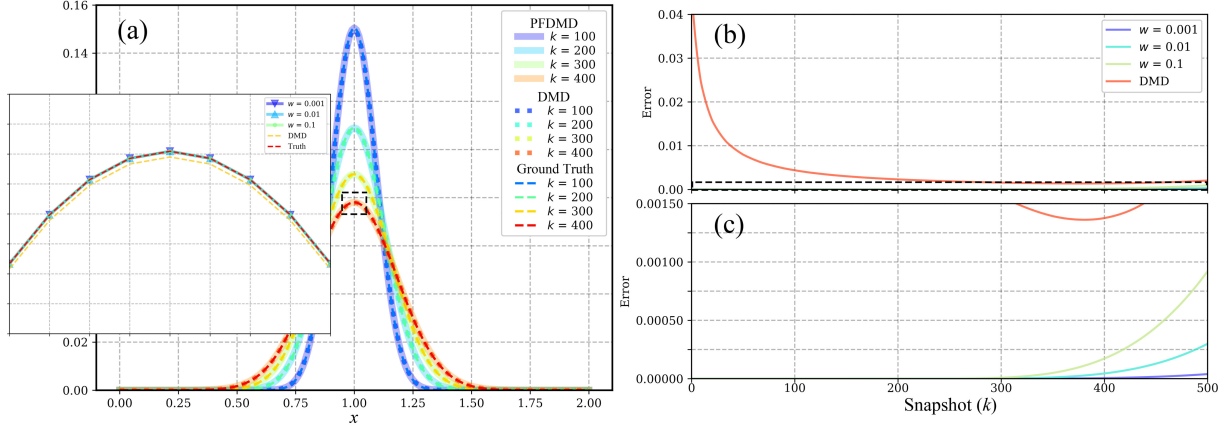 (a)
0.16
0.14
0.02
0.00
0.00
0.25
0.50
0.75
1.00
1.25
1.50
1.75
2.00
x
PFDMD
k = 100
k = 200
k = 300
k = 400
DMD
k = 100
k = 200
k = 300
k = 400
Ground Truth
k = 100
k = 200
k = 300
k = 400
w = 0.001
w = 0.01
w = 0.1
DMD
Truth
(b)
Error
0.04
0.03
0.02
0.01
0.00
w = 0.001
w = 0.01
w = 0.1
DMD
(c)
Error
0.00150
0.00100
0.00050
0.00000
0
100
200
300
400
500
Snapshot (k)